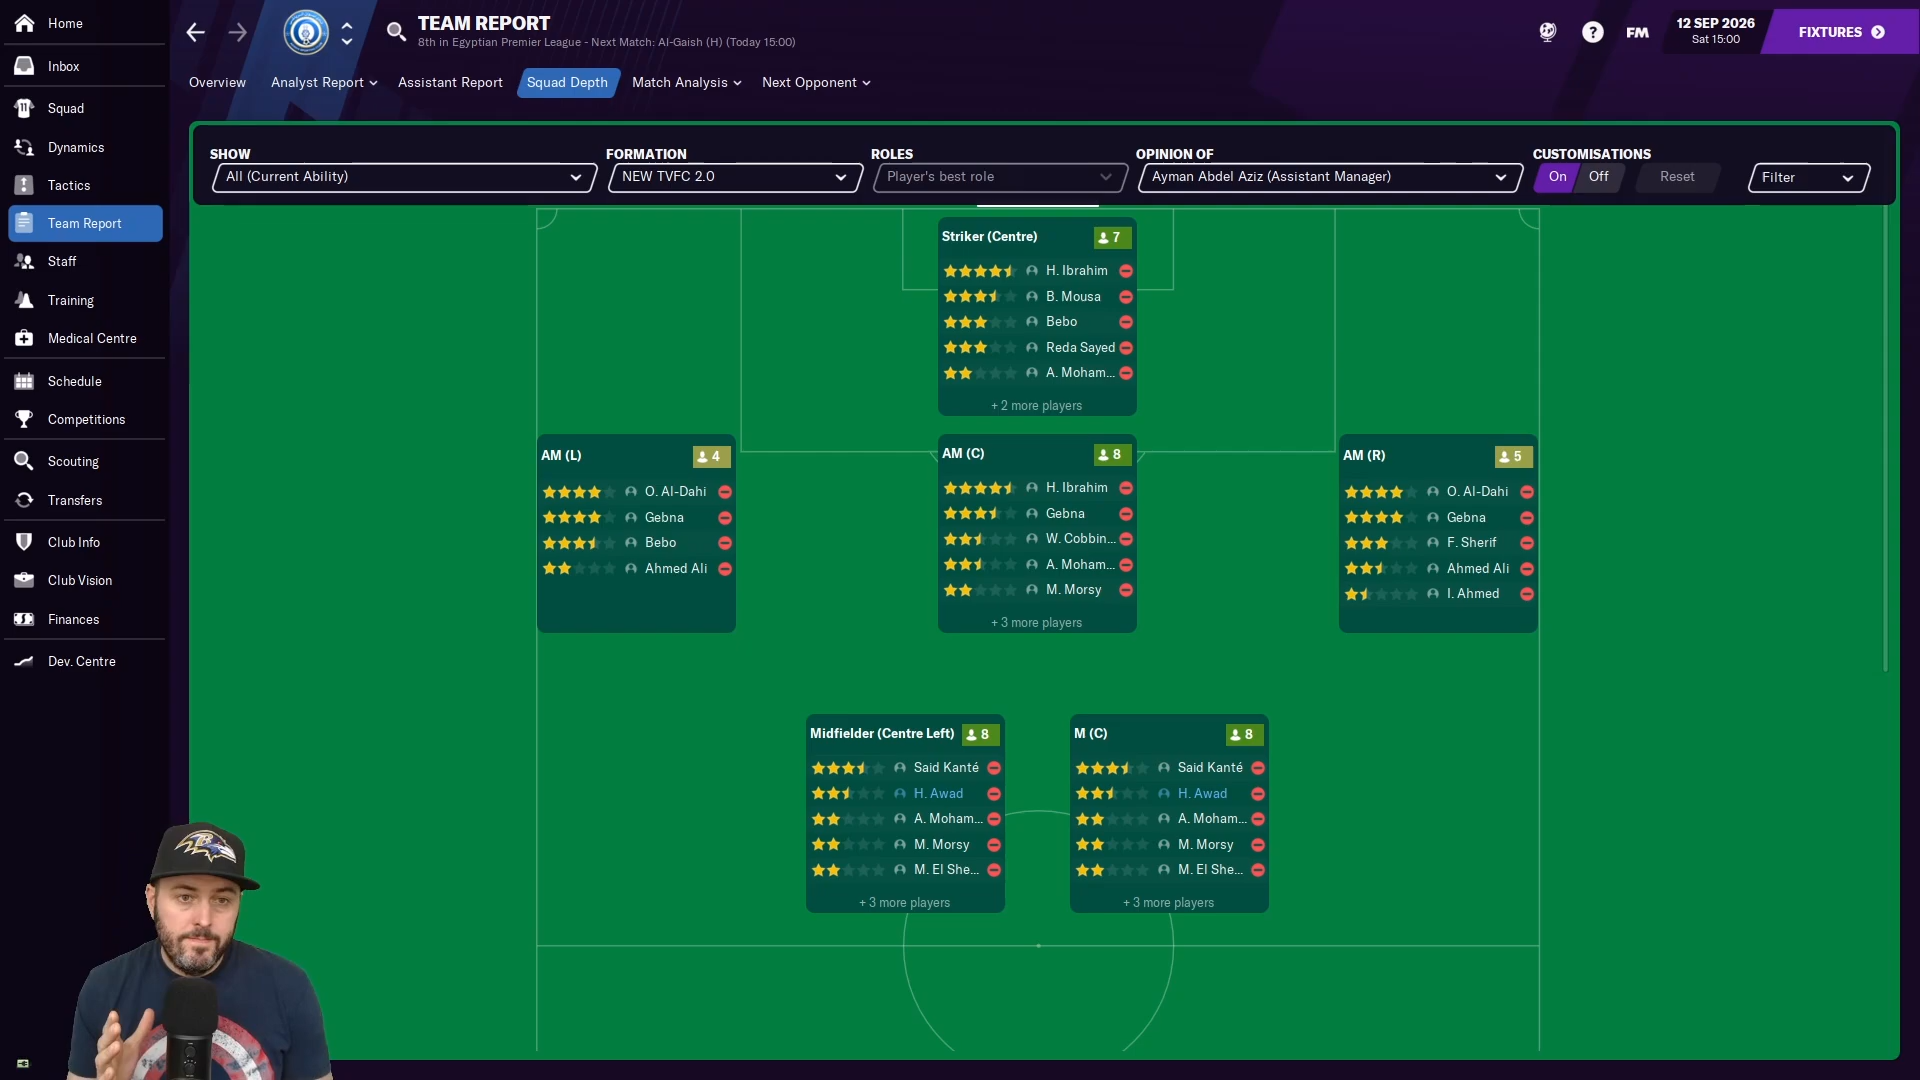 Home
Inbox
Squad
Dynamics
Tactics
Team Report
Staff
Training
Medical Centre
Schedule
Competitions
Scouting
Transfers
Club Info
Club Vision
Finances
Dev. Centre
TEAM REPORT
8th in Egyptian Premier League - Next Match: Al-Gaish (H) (Today 15:00)
FM
12 SEP 2026
Sat 15:00
FIXTURES
Overview
Analyst Report
Assistant Report
Squad Depth
Match Analysis
Next Opponent
SHOW
All (Current Ability)
FORMATION
NEW TVFC 2.0
ROLES
Player's best role
OPINION OF
Ayman Abdel Aziz (Assistant Manager)
CUSTOMISATIONS
On
Off
Reset
Filter
Striker (Centre) 7
H. Ibrahim
B. Mousa
Bebo
Reda Sayed
A. Moham...
+ 2 more players
AM (L) 4
O. Al-Dahi
Gebna
Bebo
Ahmed Ali
AM (C) 8
H. Ibrahim
Gebna
W. Cobbin...
A. Moham...
M. Morsy
+ 3 more players
AM (R) 5
O. Al-Dahi
Gebna
F. Sherif
Ahmed Ali
I. Ahmed
Midfielder (Centre Left) 8
Said Kanté
H. Awad
A. Moham...
M. Morsy
M. El She...
+ 3 more players
M (C) 8
Said Kanté
H. Awad
A. Moham...
M. Morsy
M. El She...
+ 3 more players